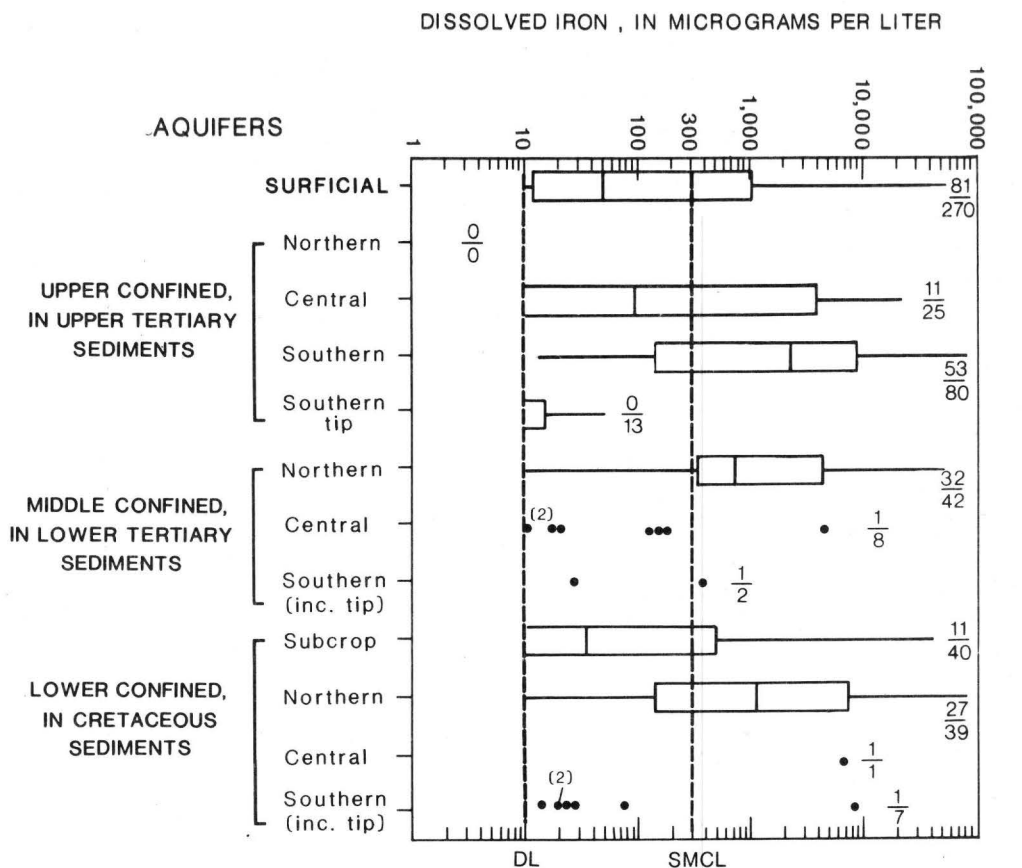 DISSOLVED IRON , IN MICROGRAMS PER LITER
AQUIFERS
1
10
100
300
1,000
10,000
100,000
SURFICIAL
81
270
UPPER CONFINED,
IN UPPER TERTIARY
SEDIMENTS
Northern
0
0
Central
11
25
Southern
53
80
Southern
tip
0
13
MIDDLE CONFINED,
IN LOWER TERTIARY
SEDIMENTS
Northern
32
42
Central
(2)
1
8
Southern
(inc. tip)
1
2
LOWER CONFINED,
IN CRETACEOUS
SEDIMENTS
Subcrop
11
40
Northern
27
39
Central
1
1
Southern
(inc. tip)
(2)
1
7
DL
SMCL